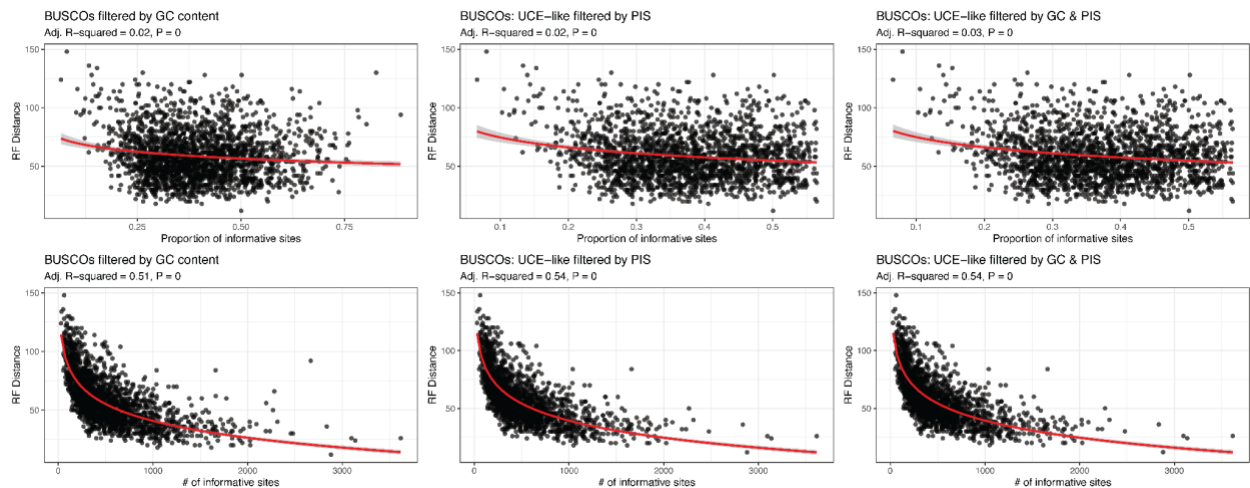 BUSCOs filtered by GC content
Adj. R-squared = 0.02, P = 0
150
100
50
RF Distance
0.25 0.50 0.75
Proportion of informative sites
BUSCOs: UCE-like filtered by PIS
Adj. R-squared = 0.02, P = 0
150
100
50
RF Distance
0.1 0.2 0.3 0.4 0.5
Proportion of informative sites
BUSCOs: UCE-like filtered by GC & PIS
Adj. R-squared = 0.03, P = 0
150
100
50
RF Distance
0.1 0.2 0.3 0.4 0.5
Proportion of informative sites
BUSCOs filtered by GC content
Adj. R-squared = 0.51, P = 0
150
100
50
RF Distance
0 1000 2000 3000
# of informative sites
BUSCOs: UCE-like filtered by PIS
Adj. R-squared = 0.54, P = 0
150
100
50
RF Distance
0 1000 2000 3000
# of informative sites
BUSCOs: UCE-like filtered by GC & PIS
Adj. R-squared = 0.54, P = 0
150
100
50
RF Distance
0 1000 2000 3000
# of informative sites